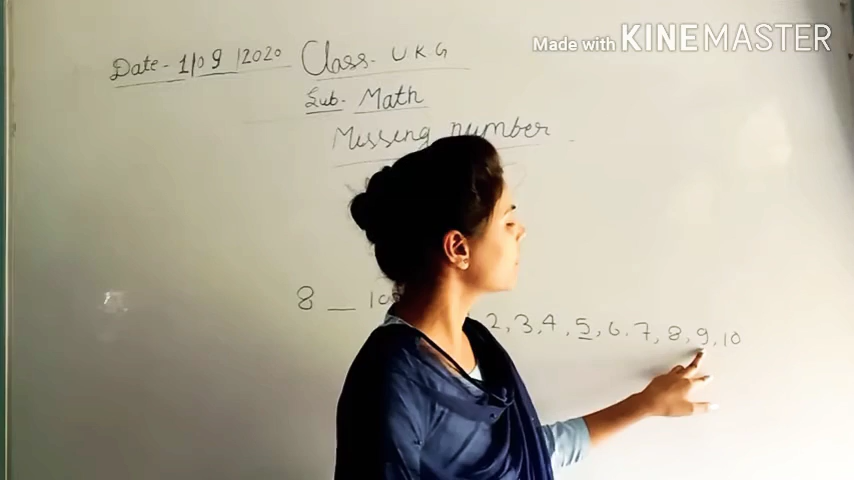 Made with KINEMASTER
Date - 1/09/2020 Class - UKG
Sub - Math
Missing number
8 _ 10
2, 3, 4, 5, 6. 7, 8, 9, 10